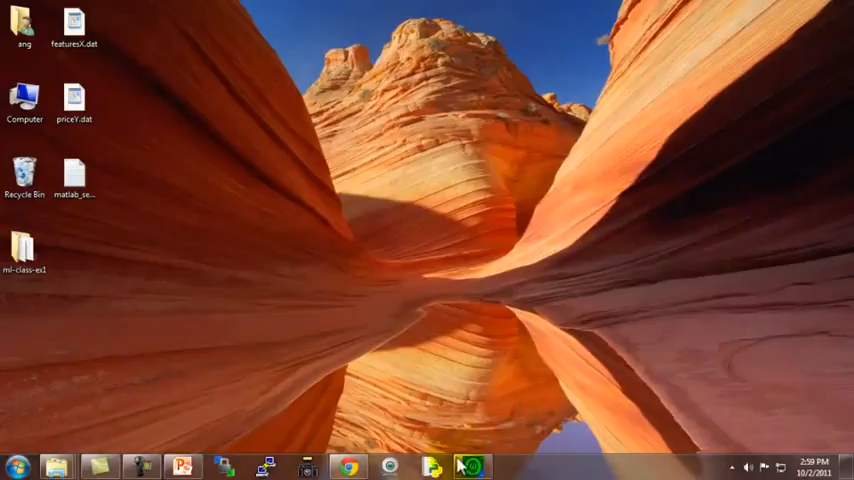 ang
featuresX.dat
Computer
priceY.dat
Recycle Bin
matlab_se...
ml-class-ex1
2:59 PM
10/2/2011